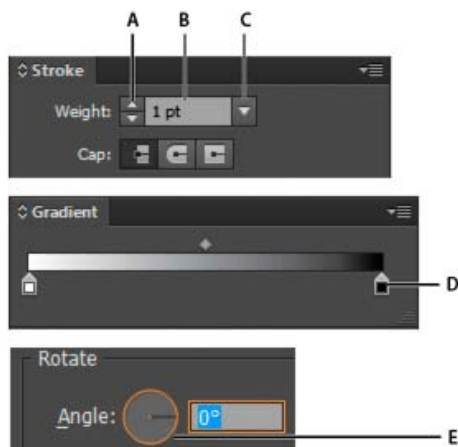 A B C
Stroke
Weight: 1 pt
Cap:
Gradient
D
Rotate
Angle: 0°
E